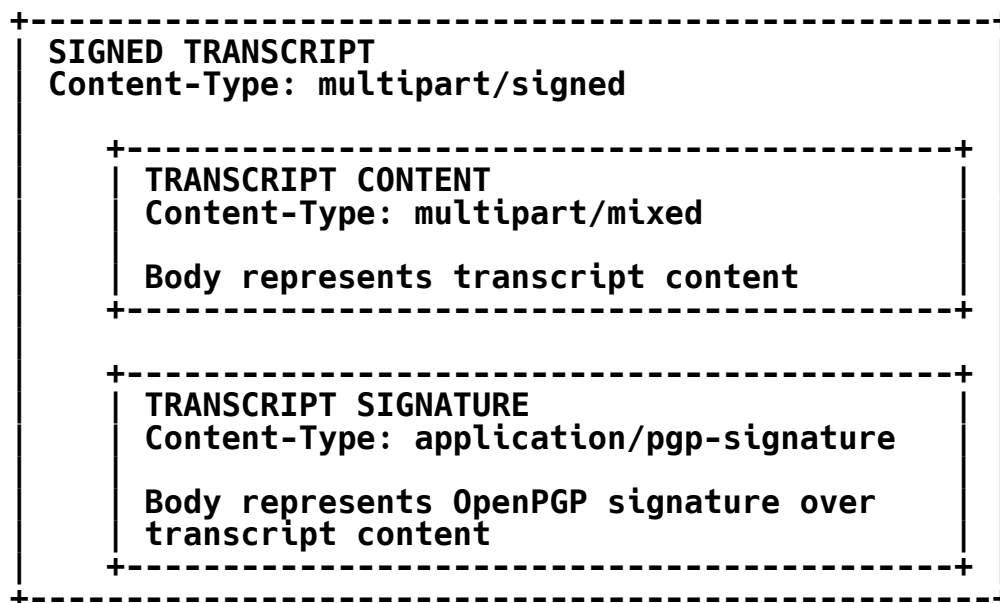 SIGNED TRANSCRIPT
Content-Type: multipart/signed
TRANSCRIPT CONTENT
Content-Type: multipart/mixed
Body represents transcript content
TRANSCRIPT SIGNATURE
Content-Type: application/pgp-signature
Body represents OpenPGP signature over
transcript content